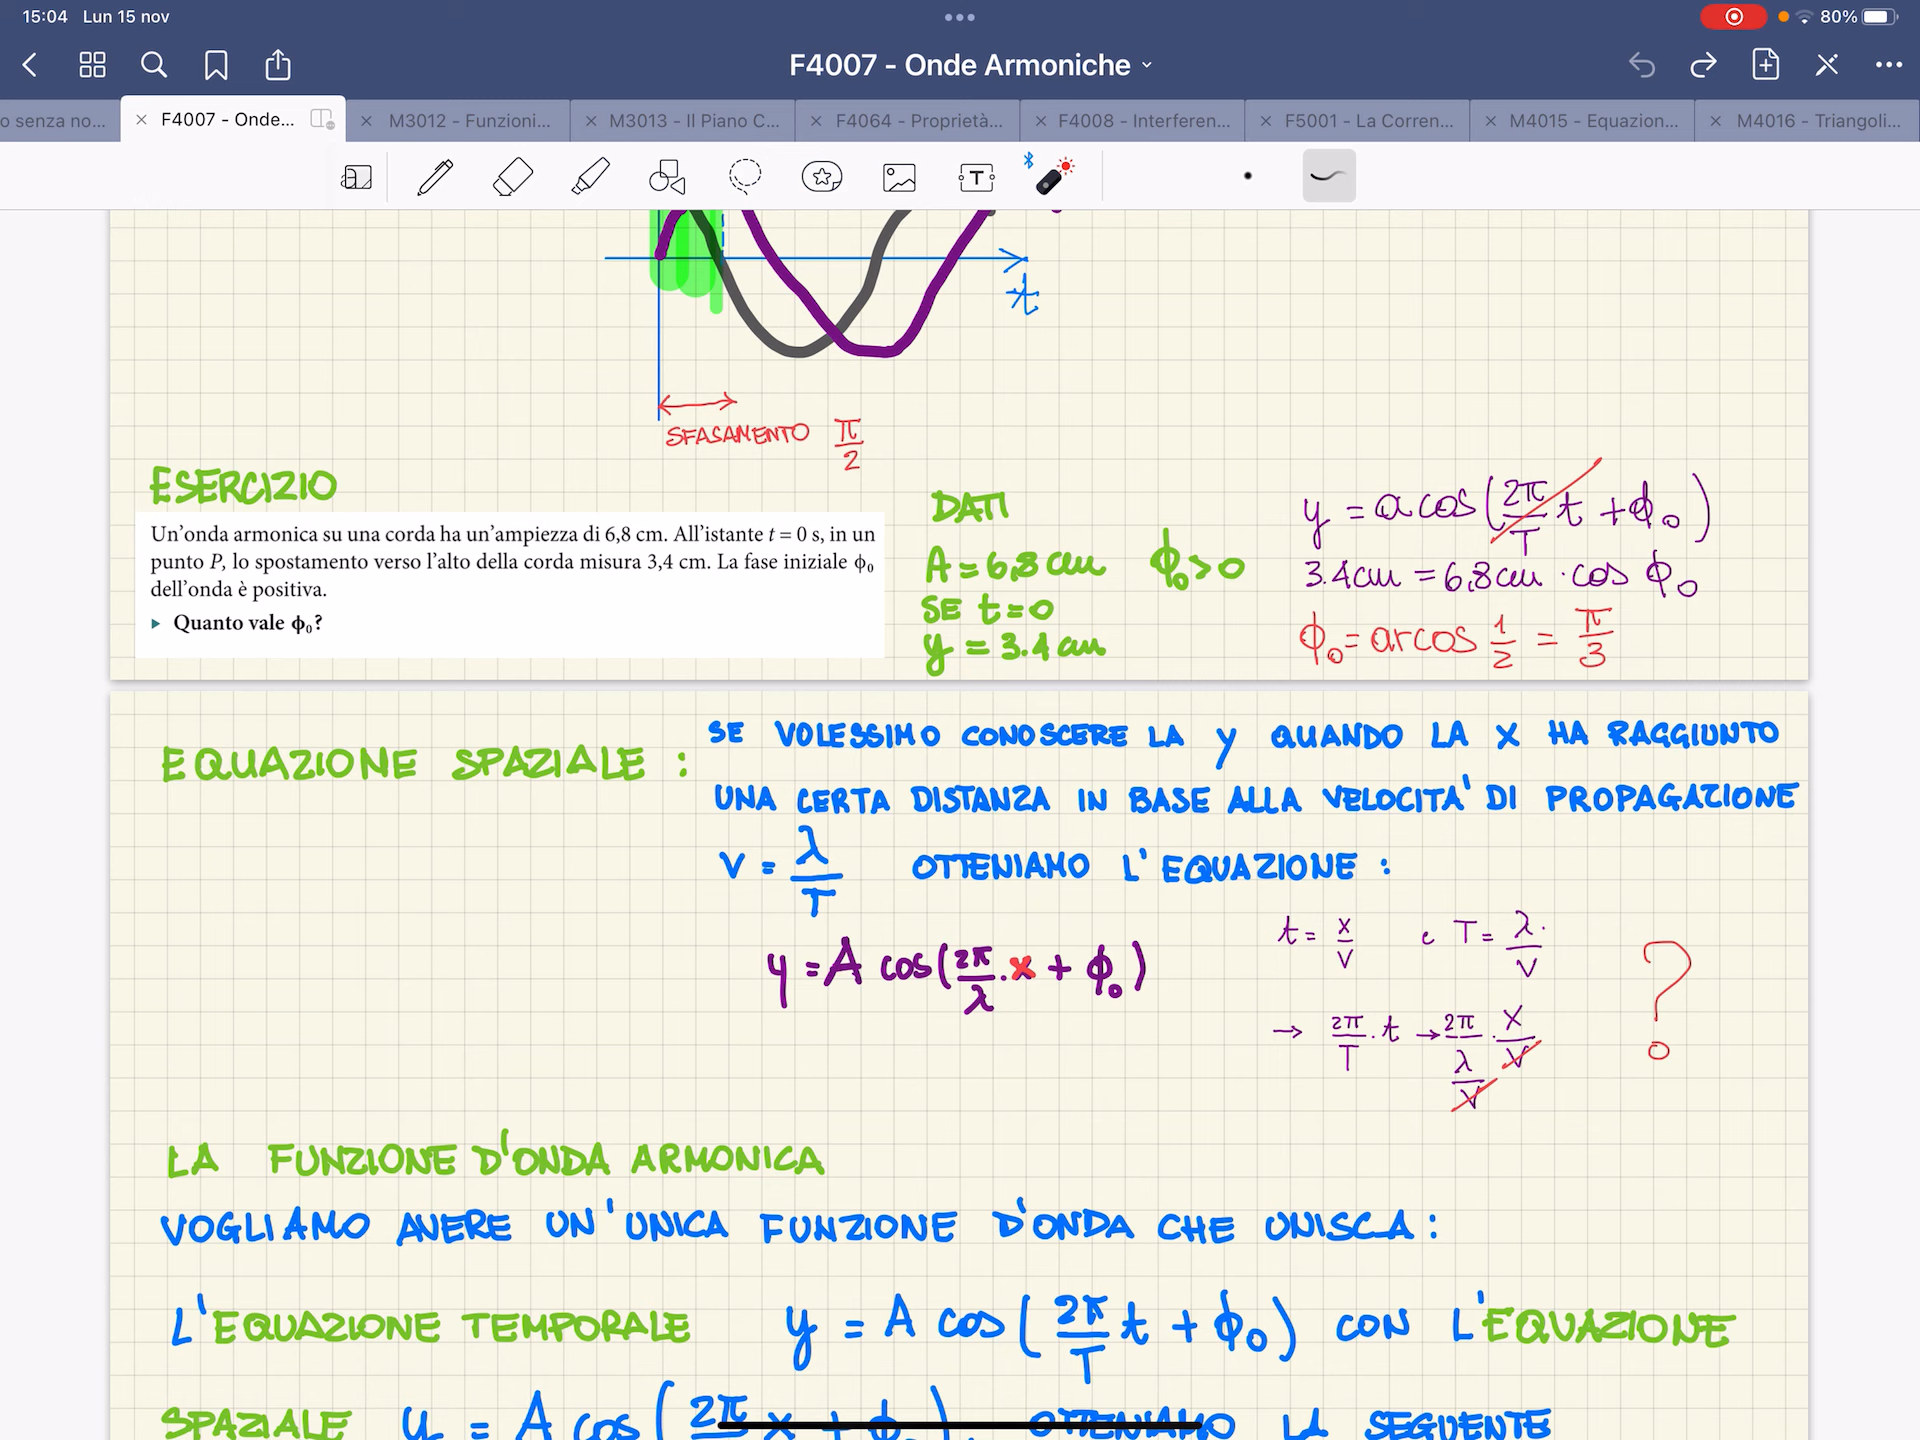 15:04 Lun 15 nov
80%
F4007 - Onde Armoniche
o senza no...
F4007 - Onde...
M3012 - Funzioni...
M3013 - Il Piano C...
F4064 - Proprietà...
F4008 - Interferen...
F5001 - La Corren...
M4015 - Equazion...
M4016 - Triangoli...
t
SFASAMENTO π/2
ESERCIZIO
Un'onda armonica su una corda ha un'ampiezza di 6,8 cm. All'istante t = 0 s, in un
punto P, lo spostamento verso l'alto della corda misura 3,4 cm. La fase iniziale ϕ₀
dell'onda è positiva.
▸ Quanto vale ϕ₀?
DATI
A = 6,8 cm ϕ₀ > 0
SE t = 0
y = 3.4 cm
y = a cos(2π/T t + ϕ₀)
3.4 cm = 6,8 cm · cos ϕ₀
ϕ₀ = arcos 1/2 = π/3
EQUAZIONE SPAZIALE :
SE VOLESSIMO CONOSCERE LA y QUANDO LA x HA RAGGIUNTO
UNA CERTA DISTANZA IN BASE ALLA VELOCITA' DI PROPAGAZIONE
V = λ/T OTTENIAMO L'EQUAZIONE :
y = A cos(2π/λ · x + ϕ₀)
t = x/v e T = λ/v
→ 2π/T · t → 2π/(λ/v) · x/v
?
LA FUNZIONE D'ONDA ARMONICA
VOGLIAMO AVERE UN'UNICA FUNZIONE D'ONDA CHE UNISCA :
L'EQUAZIONE TEMPORALE y = A cos(2π/T t + ϕ₀) CON L'EQUAZIONE
SPAZIALE y = A cos(2π x + ϕ₀), OTTENIAMO LA SEGUENTE